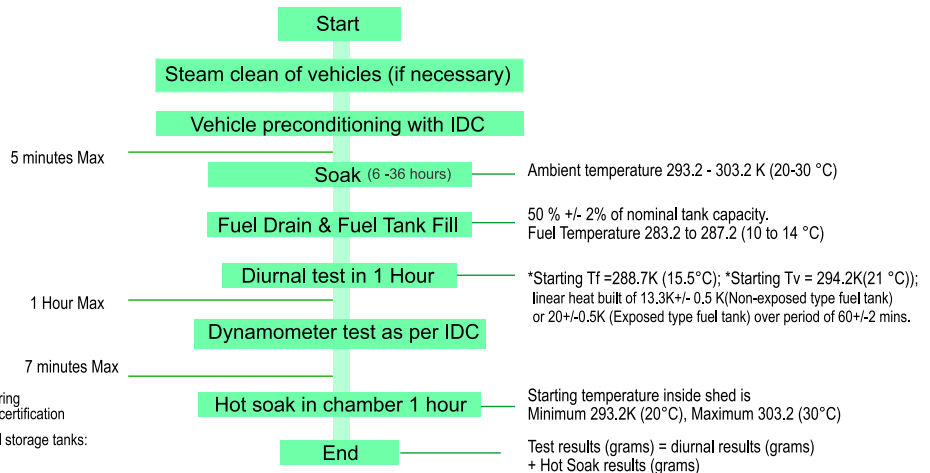 Start
Steam clean of vehicles (if necessary)
Vehicle preconditioning with IDC
5 minutes Max
Soak (6 -36 hours)
Ambient temperature 293.2 - 303.2 K (20-30 °C)
Fuel Drain & Fuel Tank Fill
50 % +/- 2% of nominal tank capacity.
Fuel Temperature 283.2 to 287.2 (10 to 14 °C)
Diurnal test in 1 Hour
*Starting Tf =288.7K (15.5°C); *Starting Tv = 294.2K(21 °C));
linear heat built of 13.3K+/- 0.5 K(Non-exposed type fuel tank)
or 20+/-0.5K (Exposed type fuel tank) over period of 60+/-2 mins.
1 Hour Max
Dynamometer test as per IDC
7 minutes Max
Hot soak in chamber 1 hour
Starting temperature inside shed is
Minimum 293.2K (20°C), Maximum 303.2 (30°C)
ring
certification
storage tanks:
End
Test results (grams) = diurnal results (grams)
+ Hot Soak results (grams)